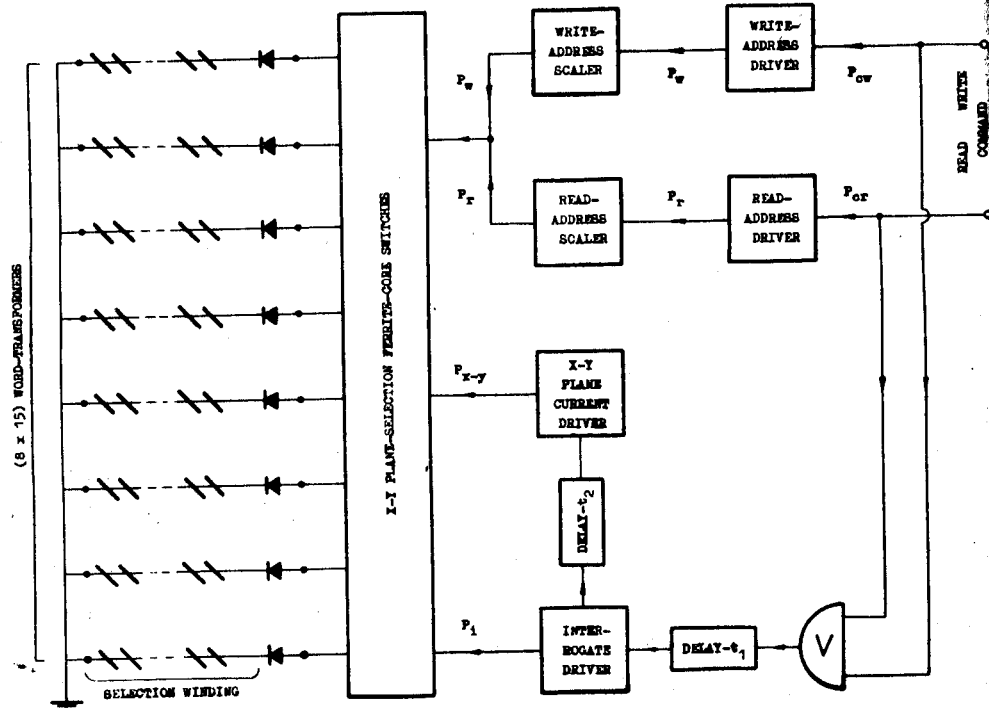 WRITE-
ADDRESS
SCALER
WRITE-
ADDRESS
DRIVER
P_w
P_w
P_cw
READ WRITE
COMMAND
P_r
P_r
P_cr
READ-
ADDRESS
SCALER
READ-
ADDRESS
DRIVER
(8 x 15) WORD-TRANSFORMERS
X-Y PLANE-SELECTION FERRITE-CORE SWITCHES
P_x-y
X-Y
PLANE
CURRENT
DRIVER
DELAY-t_2
P_i
INTER-
ROGATE
DRIVER
DELAY-t_1
V
SELECTION WINDING